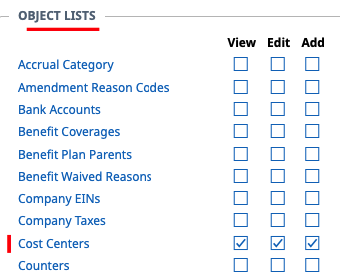 OBJECT LISTS
View Edit Add
Accrual Category
Amendment Reason Codes
Bank Accounts
Benefit Coverages
Benefit Plan Parents
Benefit Waived Reasons
Company EINs
Company Taxes
Cost Centers
Counters